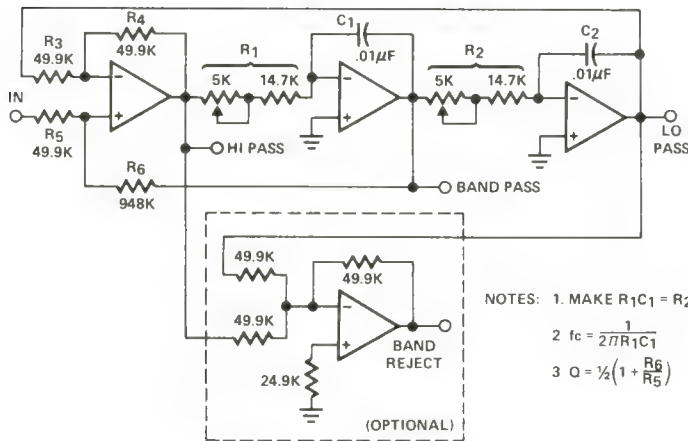 R3
49.9K
R4
49.9K
R1
5K
14.7K
C1
.01μF
R2
5K
14.7K
C2
.01μF
IN
R5
49.9K
R6
948K
HI PASS
BAND PASS
LO
PASS
49.9K
49.9K
49.9K
24.9K
BAND
REJECT
(OPTIONAL)
NOTES: 1. MAKE R1C1 = R2
2 fc = 1 / 2πR1C1
3 Q = ½(1 + R6/R5)